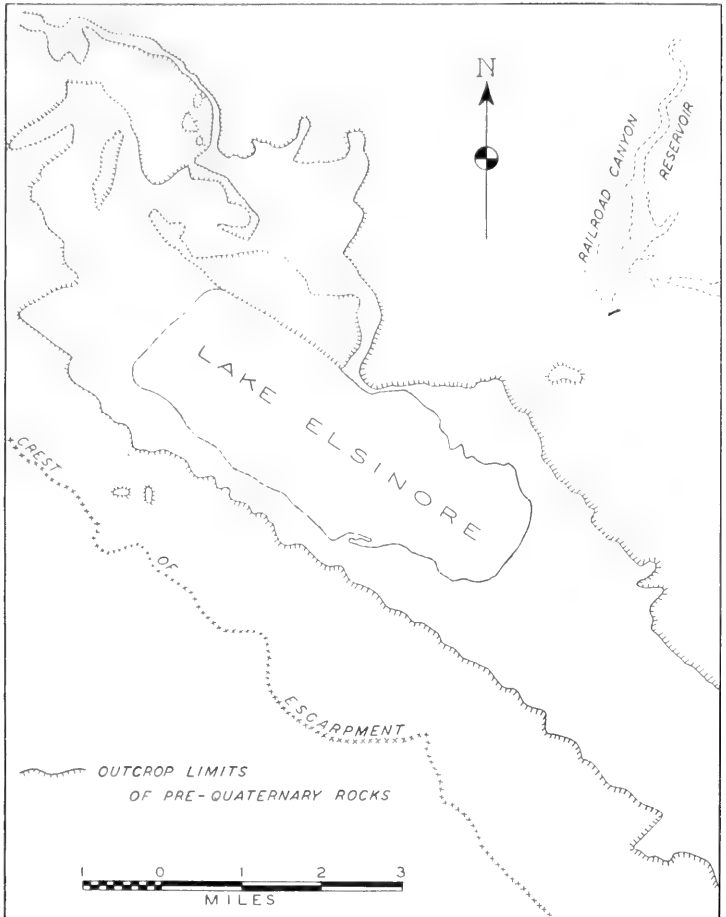 N
RAILROAD CANYON
RESERVOIR
LAKE ELSINORE
CREST OF ESCARPMENT
OUTCROP LIMITS
OF PRE-QUATERNARY ROCKS
1 0 1 2 3
MILES